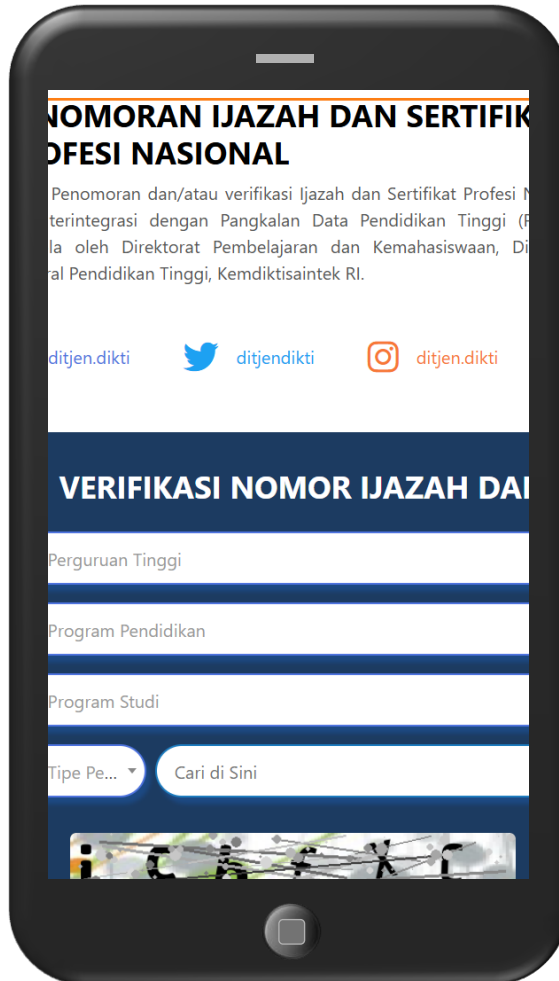 NOMORAN IJAZAH DAN SERTIFIK
OFESI NASIONAL
Penomoran dan/atau verifikasi Ijazah dan Sertifikat Profesi N
terintegrasi dengan Pangkalan Data Pendidikan Tinggi (P
la oleh Direktorat Pembelajaran dan Kemahasiswaan, Di
ral Pendidikan Tinggi, Kemdiktisaintek RI.
ditjen.dikti ditjendikti ditjen.dikti
VERIFIKASI NOMOR IJAZAH DAN
Perguruan Tinggi
Program Pendidikan
Program Studi
Tipe Pe... Cari di Sini